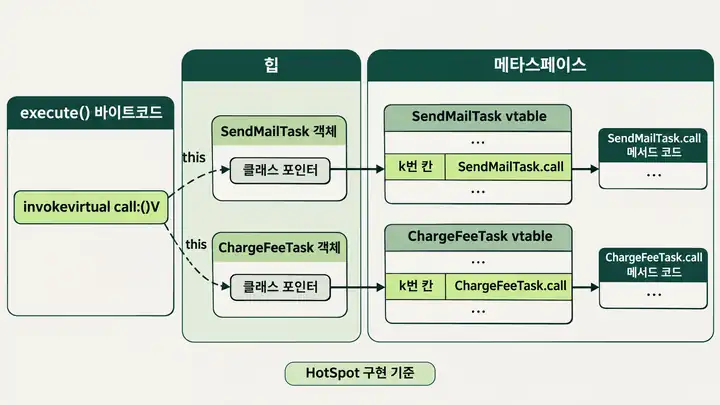 execute() 바이트코드
invokevirtual call:()V
힙
this
SendMailTask 객체
클래스 포인터
this
ChargeFeeTask 객체
클래스 포인터
메타스페이스
SendMailTask vtable
...
k번 칸 SendMailTask.call
...
SendMailTask.call
메서드 코드
...
ChargeFeeTask vtable
...
k번 칸 ChargeFeeTask.call
...
ChargeFeeTask.call
메서드 코드
...
HotSpot 구현 기준